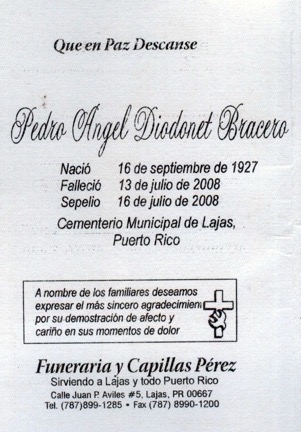 Que en Paz Descanse
Pedro Ángel Diodonet Bracero
Nació 16 de septiembre de 1927
Falleció 13 de julio de 2008
Sepelio 16 de julio de 2008
Cementerio Municipal de Lajas,
Puerto Rico
A nombre de los familiares deseamos
expresar el más sincero agradecimien
por su demostración de afecto y
cariño en sus momentos de dolor
Funeraria y Capillas Pérez
Sirviendo a Lajas y todo Puerto Rico
Calle Juan P. Aviles #5, Lajas, PR 00667
Tel. (787)899-1285 • Fax (787) 8990-1200